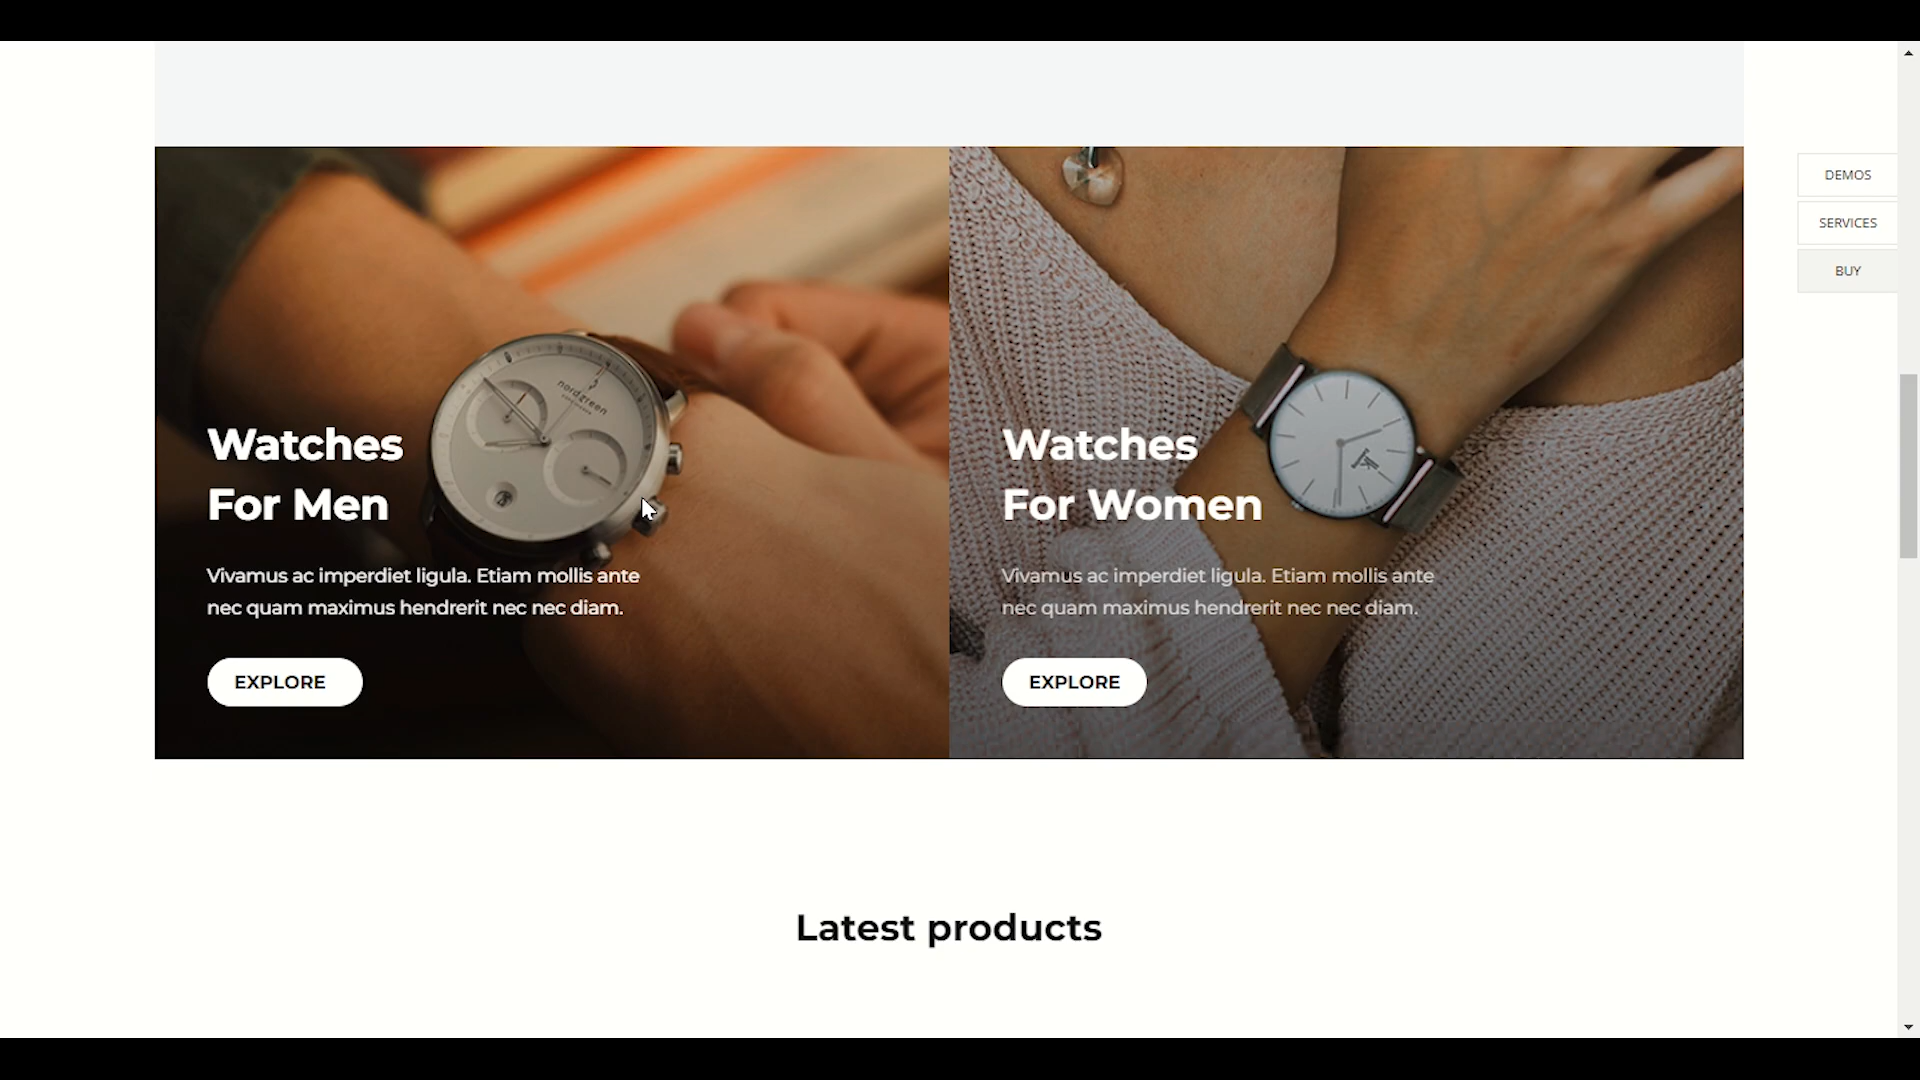 DEMOS
SERVICES
BUY
nordgreen
Watches
For Men
Vivamus ac imperdiet ligula. Etiam mollis ante
nec quam maximus hendrerit nec nec diam.
EXPLORE
Watches
For Women
Vivamus ac imperdiet ligula. Etiam mollis ante
nec quam maximus hendrerit nec nec diam.
EXPLORE
Latest products